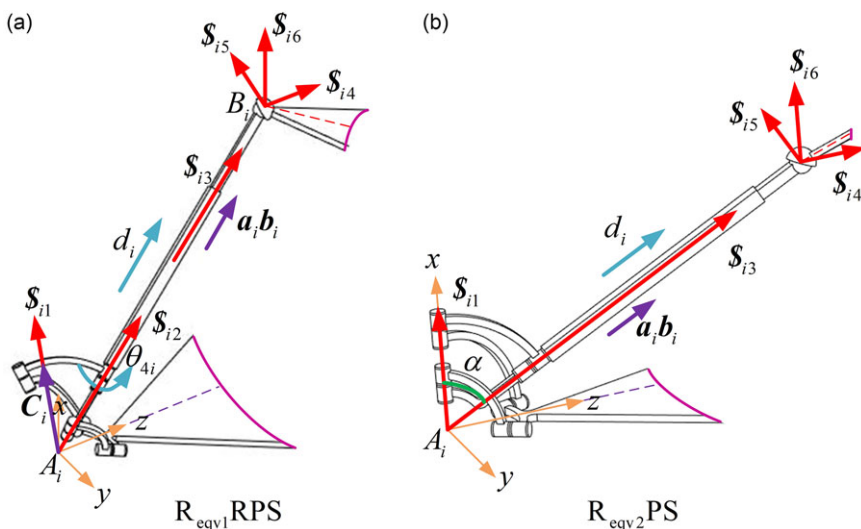 (a)
$i6
$i5
$i4
Bi
$i3
aibi
di
$i1
$i2
θ4i
Ci
x
z
Ai
y
Reqv1RPS
(b)
$i6
$i5
$i4
di
$i3
x
$i1
aibi
α
z
Ai
y
Reqv2PS